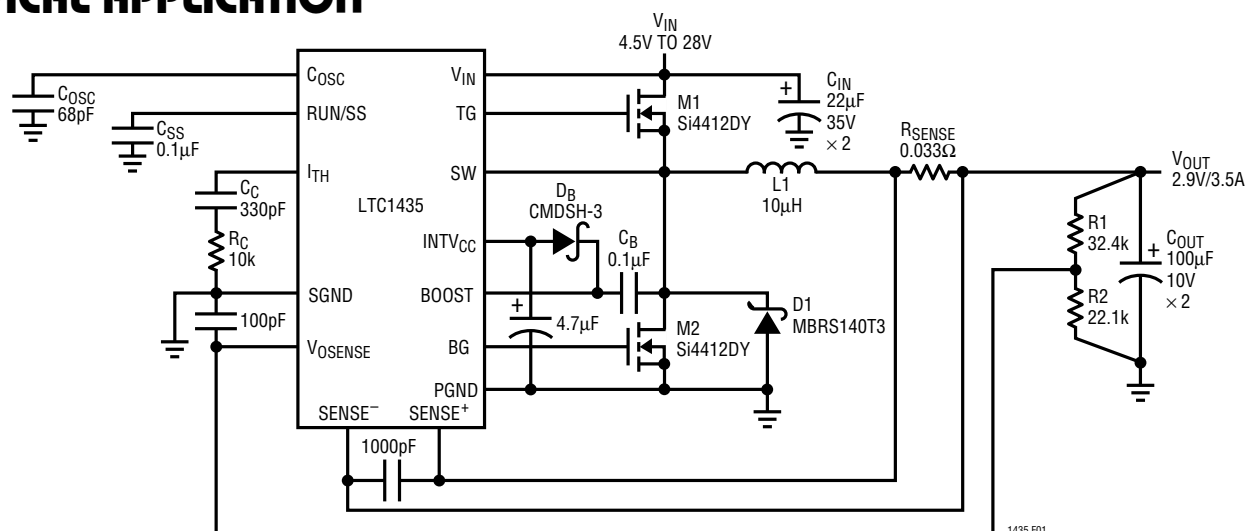 VIN
4.5V TO 28V
COSC
68pF
CSS
0.1µF
CC
330pF
RC
10k
100pF
COSC
RUN/SS
ITH
SGND
VOSENSE
SENSE–
SENSE+
LTC1435
VIN
TG
SW
INTVCC
BOOST
BG
PGND
M1
Si4412DY
CIN
22µF
35V
× 2
L1
10µH
RSENSE
0.033Ω
VOUT
2.9V/3.5A
DB
CMDSH-3
CB
0.1µF
+
4.7µF
M2
Si4412DY
D1
MBRS140T3
R1
32.4k
R2
22.1k
+
COUT
100µF
10V
× 2
+
1000pF
1435 F01